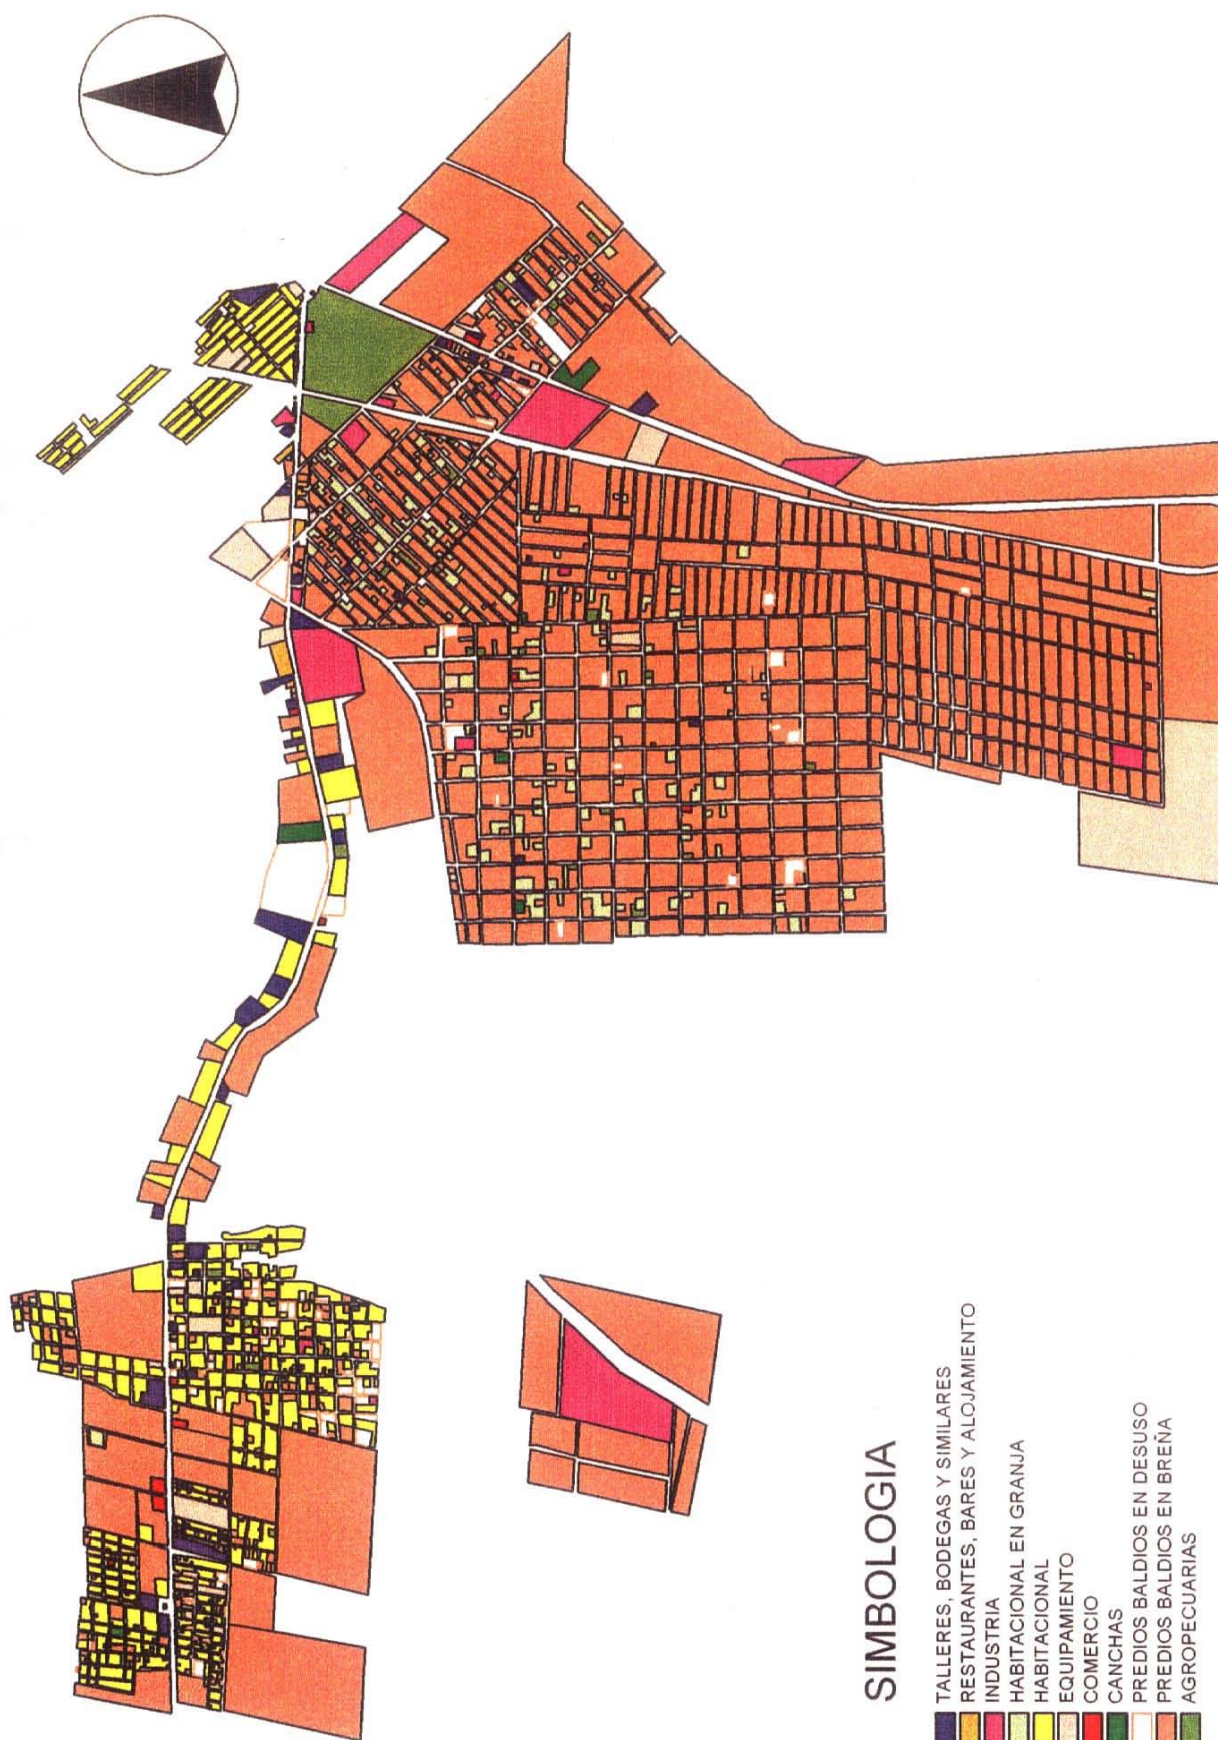 SIMBOLOGIA
TALLERES, BODEGAS Y SIMILARES
RESTAURANTES, BARES Y ALOJAMIENTO
INDUSTRIA
HABITACIONAL EN GRANJA
HABITACIONAL
EQUIPAMIENTO
COMERCIO
CANCHAS
PREDIOS BALDIOS EN DESUSO
PREDIOS BALDIOS EN BREÑA
AGROPECUARIAS